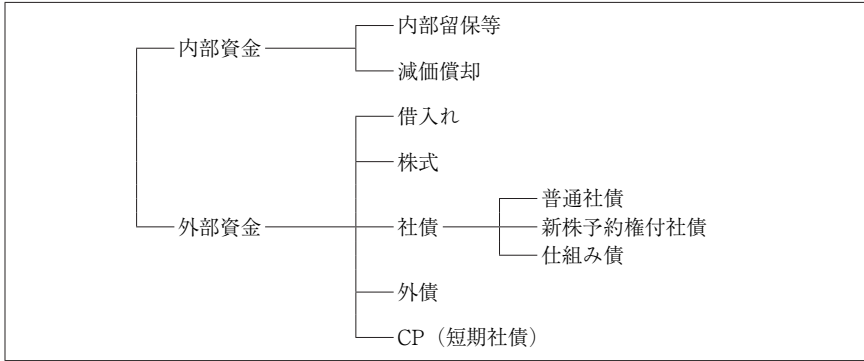 内部資金
内部留保等
減価償却
外部資金
借入れ
株式
社債
普通社債
新株予約権付社債
仕組み債
外債
CP（短期社債）